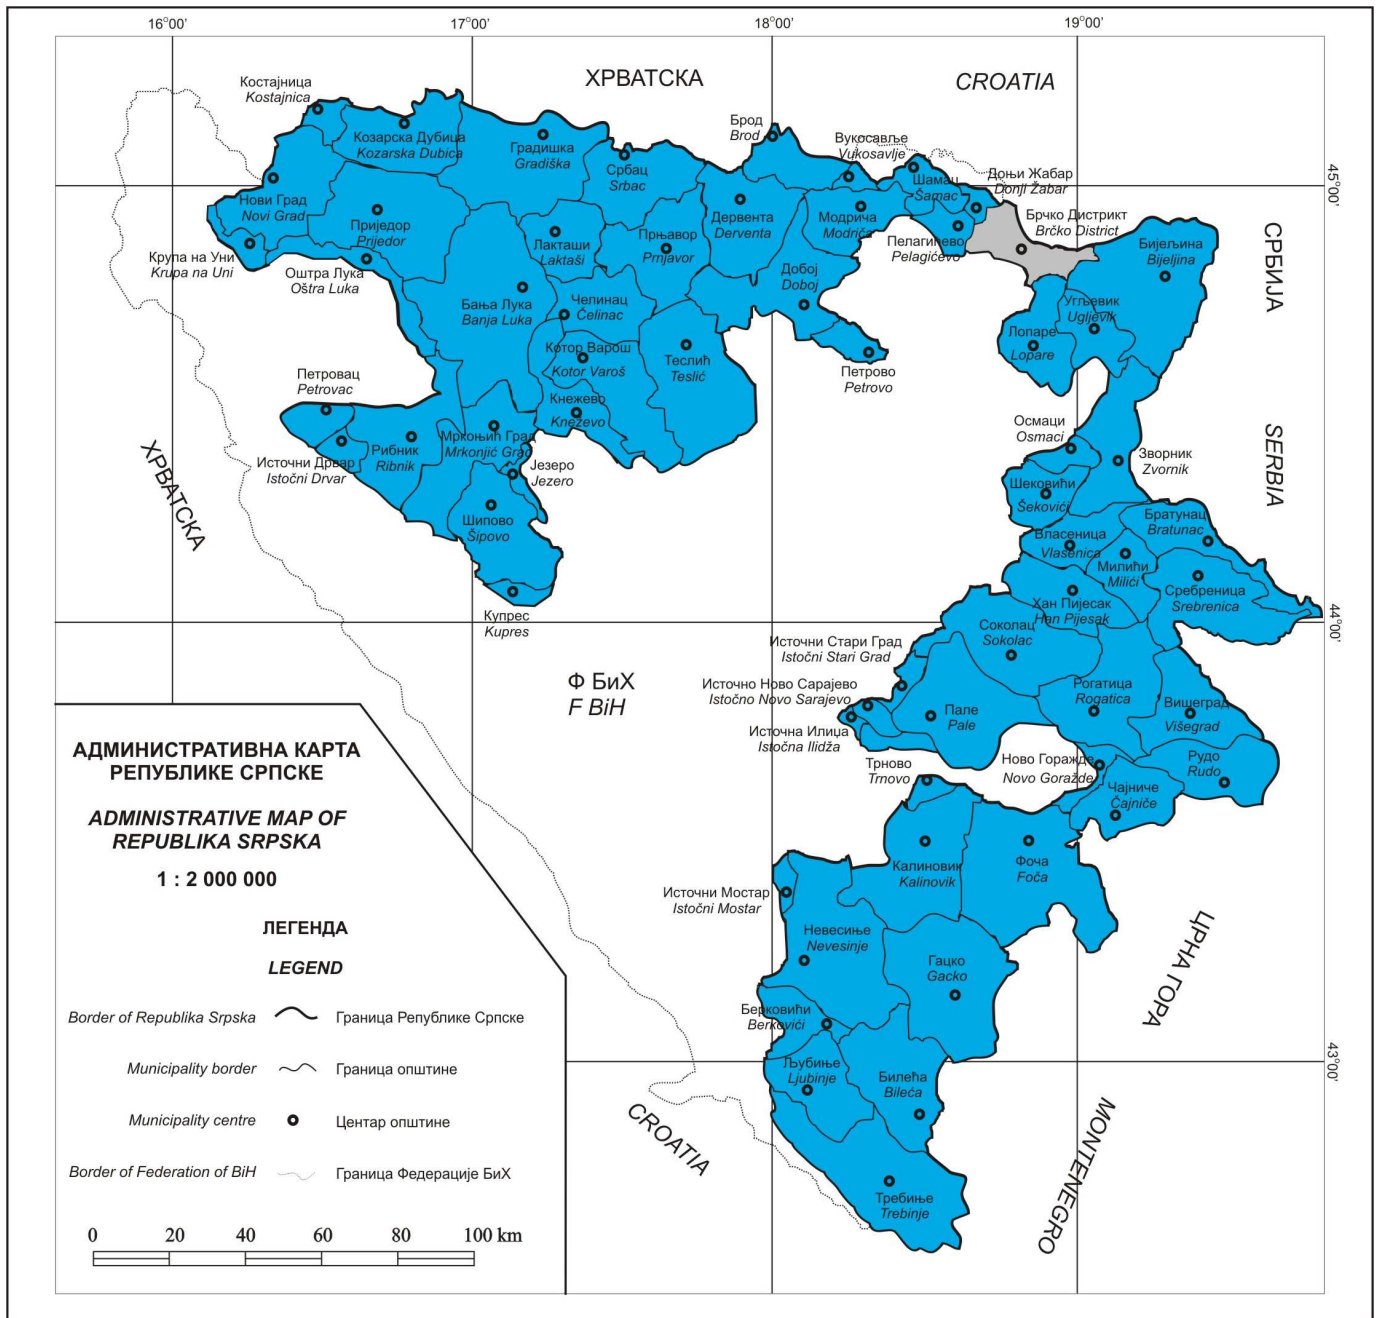 16°00'
17°00'
18°00'
19°00'
ХРВАТСКА
CROATIA
Костајница
Kostajnica
Козарска Дубица
Kozarska Dubica
Градишка
Gradiška
Србац
Srbac
Брод
Brod
Вукосавље
Vukosavlje
Шамац
Šamac
Доњи Жабар
Donji Žabar
Брчко Дистрикт
Brčko District
45°00'
Нови Град
Novi Grad
Приједор
Prijedor
Лакташи
Laktaši
Прњавор
Prnjavor
Дервента
Derventa
Модрича
Modriča
Пелагићево
Pelagićevo
Бијељина
Bijeljina
СРБИЈА
Крупа на Уни
Krupa na Uni
Оштра Лука
Oštra Luka
Бања Лука
Banja Luka
Челинац
Čelinac
Добој
Doboj
Угљевик
Ugljevik
Лопаре
Lopare
Котор Варош
Kotor Varoš
Теслић
Teslić
Петрово
Petrovo
Петровац
Petrovac
Кнежево
Kneževo
Осмаци
Osmaci
SERBIA
ХРВАТСКА
Источни Дрвар
Istočni Drvar
Рибник
Ribnik
Мркоњић Град
Mrkonjić Grad
Језеро
Jezero
Зворник
Zvornik
Шековићи
Šekovići
Шипово
Šipovo
Братунац
Bratunac
Власеница
Vlasenica
Милићи
Milići
Сребреница
Srebrenica
Купрес
Kupres
Хан Пијесак
Han Pijesak
44°00'
Соколац
Sokolac
Источни Стари Град
Istočni Stari Grad
Ф БиХ
F BiH
Источно Ново Сарајево
Istočno Novo Sarajevo
Рогатица
Rogatica
Вишеград
Višegrad
Пале
Pale
Источна Илиџа
Istočna Ilidža
Трново
Trnovo
Ново Горажде
Novo Goražde
Рудо
Rudo
Чајниче
Čajniče
Калиновик
Kalinovik
Фоча
Foča
Источни Мостар
Istočni Mostar
Невесиње
Nevesinje
Гацко
Gacko
ЦРНА ГОРА
Берковићи
Berkovići
43°00'
Љубиње
Ljubinje
Билећа
Bileća
CROATIA
MONTENEGRO
Требиње
Trebinje
АДМИНИСТРАТИВНА КАРТА
РЕПУБЛИКЕ СРПСКЕ
ADMINISTRATIVE MAP OF
REPUBLIKA SRPSKA
1 : 2 000 000
ЛЕГЕНДА
LEGEND
Border of Republika Srpska Граница Републике Српске
Municipality border Граница општине
Municipality centre Центар општине
Border of Federation of BiH Граница Федерације БиХ
0 20 40 60 80 100 km